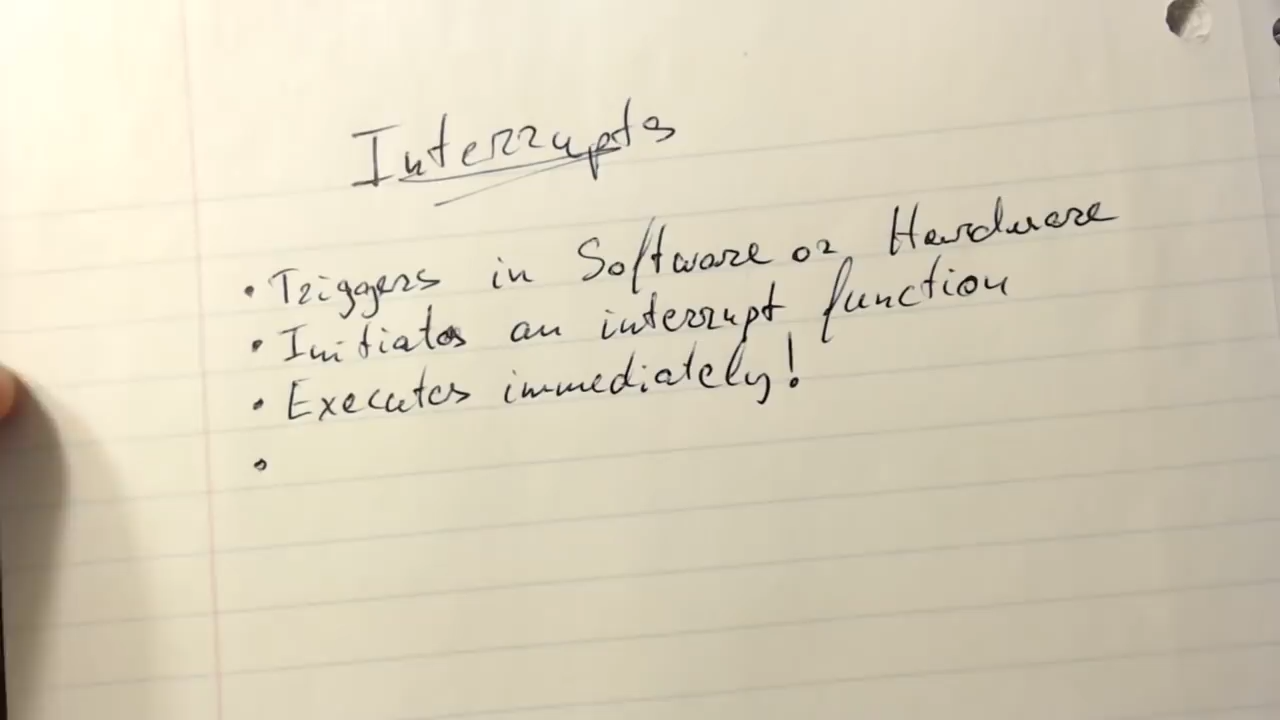 Interrupts
• Triggers in Software or Hardware
• Initiates an interrupt function
• Executes immediately!
•